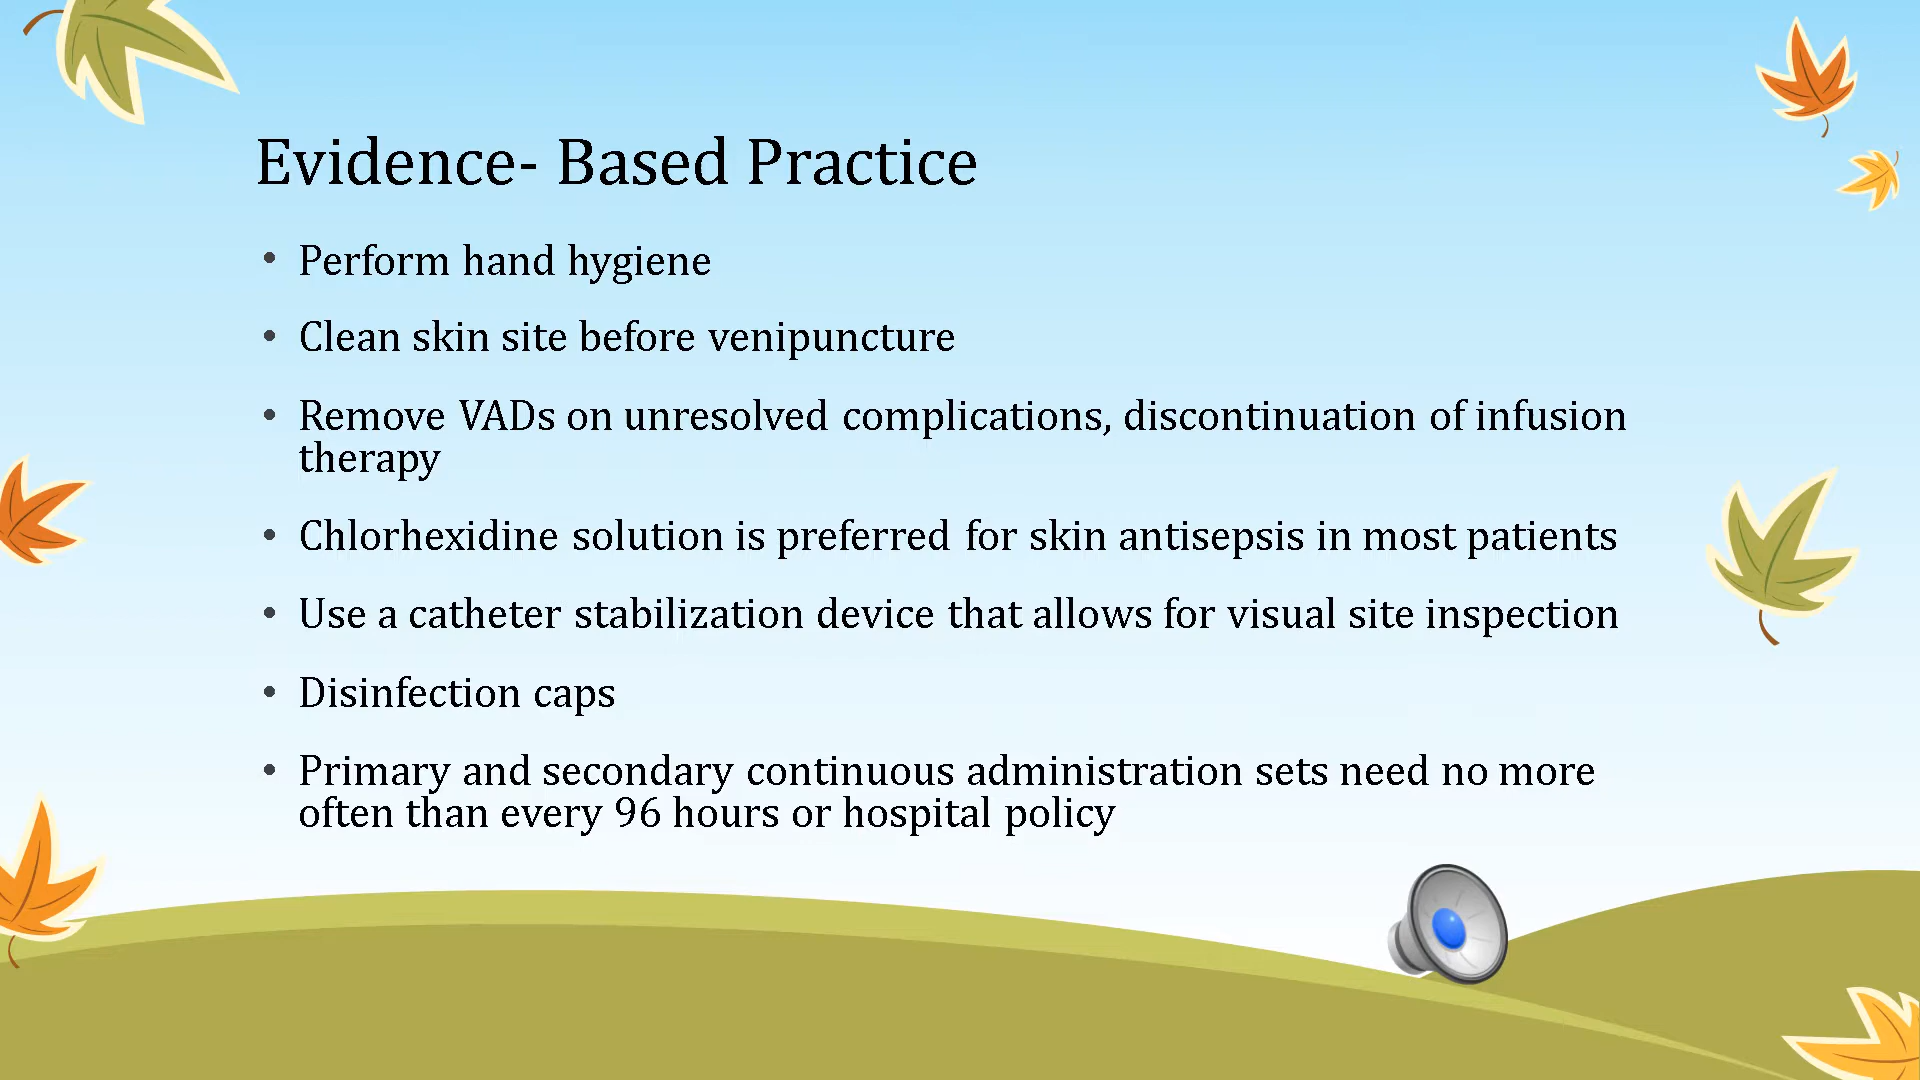 Evidence- Based Practice
• Perform hand hygiene
• Clean skin site before venipuncture
• Remove VADs on unresolved complications, discontinuation of infusion
therapy
• Chlorhexidine solution is preferred for skin antisepsis in most patients
• Use a catheter stabilization device that allows for visual site inspection
• Disinfection caps
• Primary and secondary continuous administration sets need no more
often than every 96 hours or hospital policy